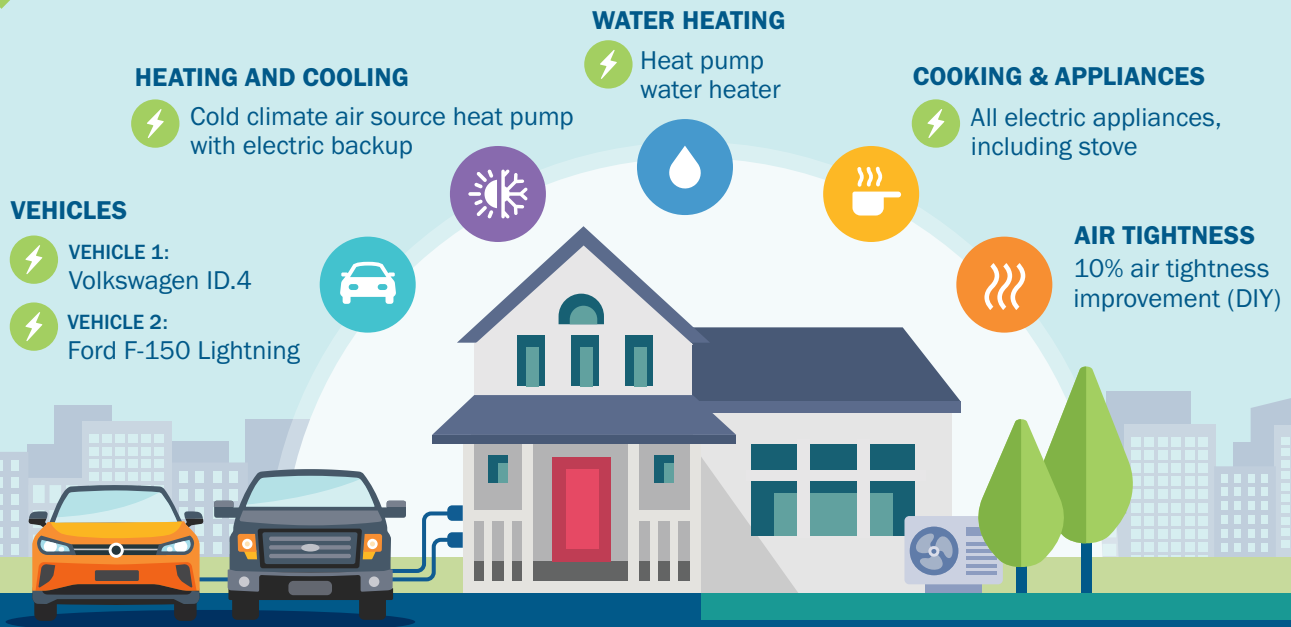 WATER HEATING
Heat pump
water heater
HEATING AND COOLING
Cold climate air source heat pump
with electric backup
COOKING & APPLIANCES
All electric appliances,
including stove
VEHICLES
VEHICLE 1:
Volkswagen ID.4
VEHICLE 2:
Ford F-150 Lightning
AIR TIGHTNESS
10% air tightness
improvement (DIY)